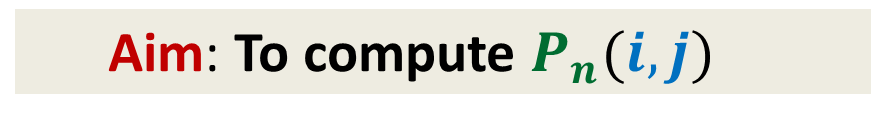 Aim: To compute Pₙ(i,j)